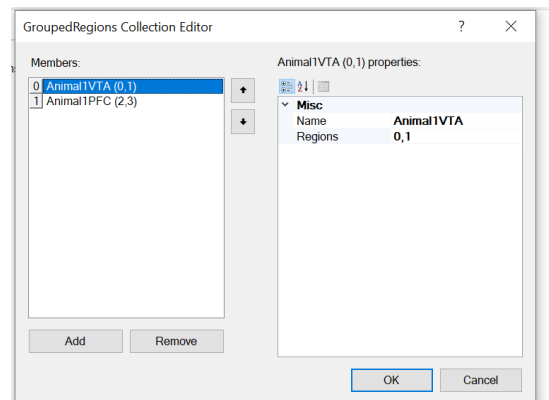 GroupedRegions Collection Editor
?
Members:
Animal1VTA (0,1) properties:
0 Animal1VTA (0,1)
1 Animal1PFC (2,3)
Misc
Name Animal1VTA
Regions 0,1
Add Remove
OK Cancel